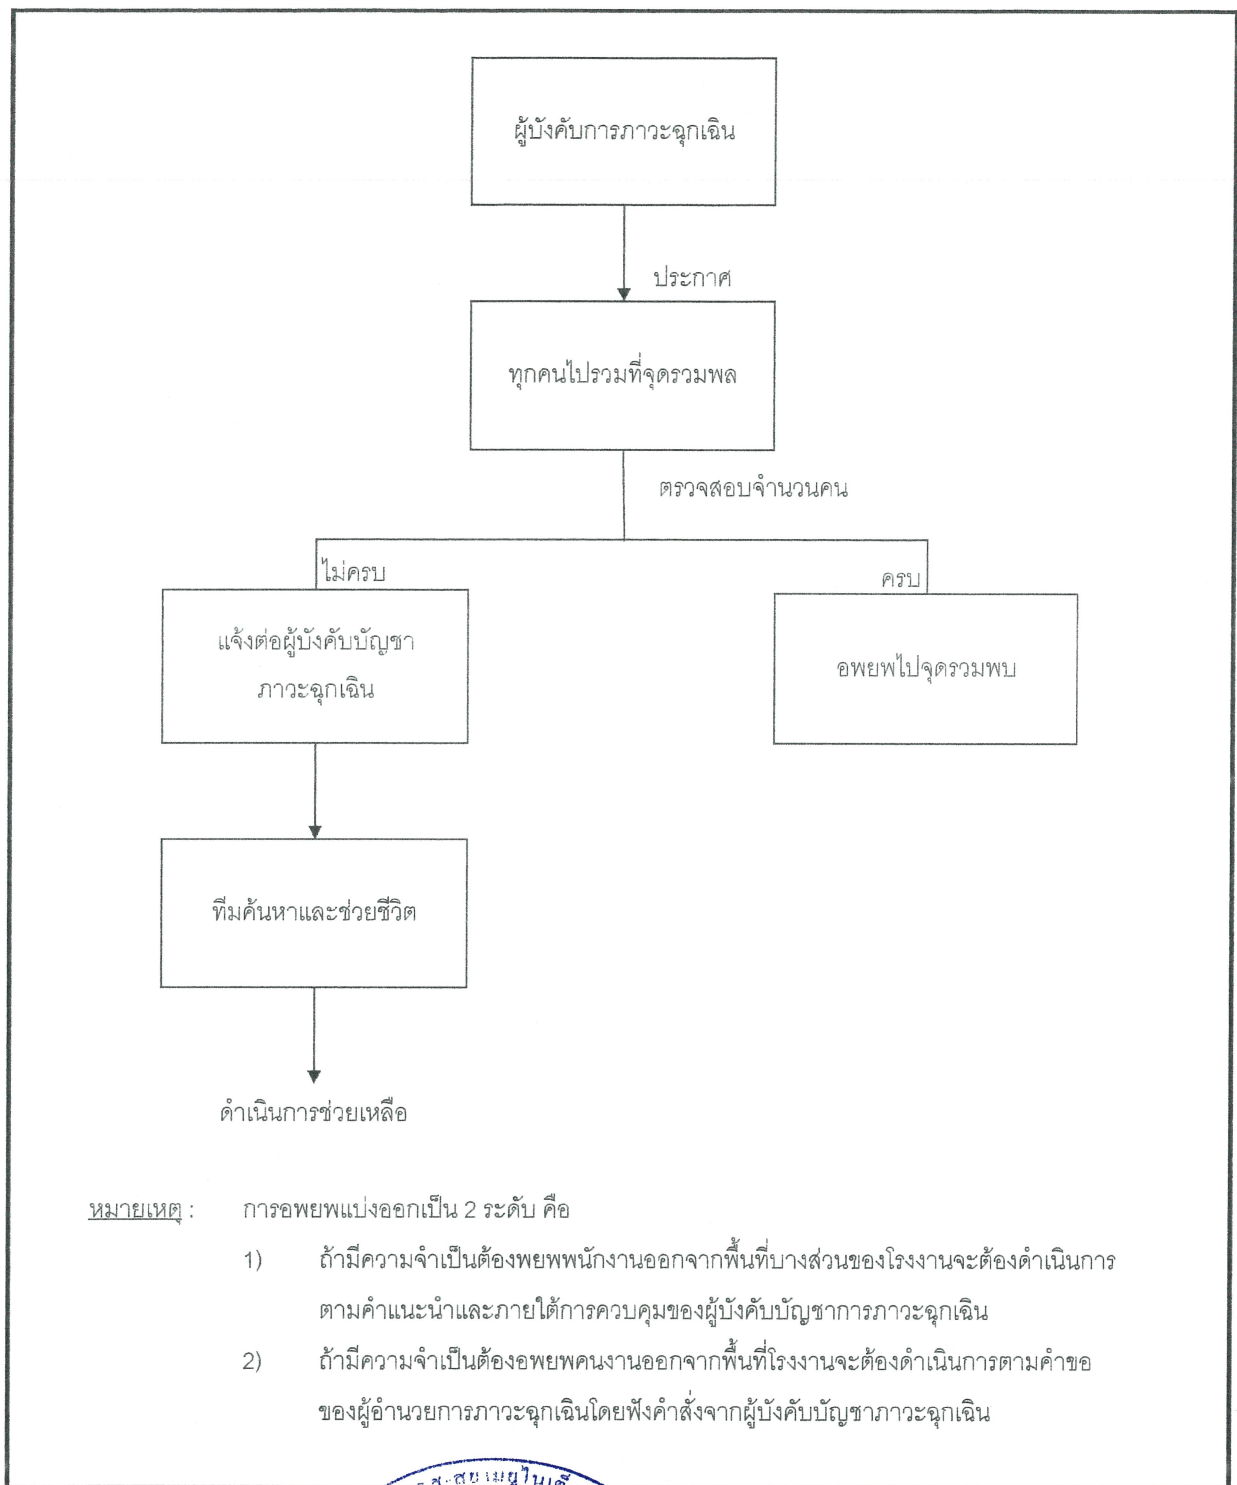 ผู้บังคับการภาวะฉุกเฉิน
ประกาศ
ทุกคนไปรวมที่จุดรวมพล
ตรวจสอบจำนวนคน
ไม่ครบ
ครบ
แจ้งต่อผู้บังคับบัญชา
ภาวะฉุกเฉิน
อพยพไปจุดรวมพบ
ทีมค้นหาและช่วยชีวิต
ดำเนินการช่วยเหลือ
หมายเหตุ : การอพยพแบ่งออกเป็น 2 ระดับ คือ
1) ถ้ามีความจำเป็นต้องพยพพนักงานออกจากพื้นที่บางส่วนของโรงงานจะต้องดำเนินการ
ตามคำแนะนำและภายใต้การควบคุมของผู้บังคับบัญชาการภาวะฉุกเฉิน
2) ถ้ามีความจำเป็นต้องอพยพคนงานออกจากพื้นที่โรงงานจะต้องดำเนินการตามคำขอ
ของผู้อำนวยการภาวะฉุกเฉินโดยฟังคำสั่งจากผู้บังคับบัญชาภาวะฉุกเฉิน